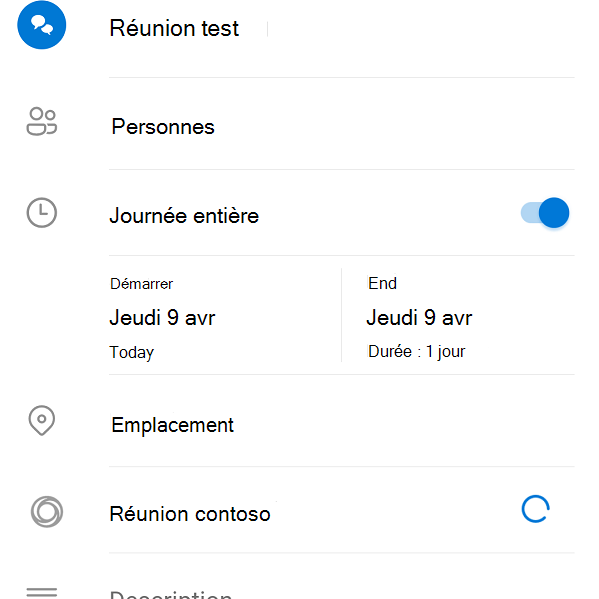 Réunion test
Personnes
Journée entière
Démarrer
Jeudi 9 avr
Today
End
Jeudi 9 avr
Durée : 1 jour
Emplacement
Réunion contoso
Description